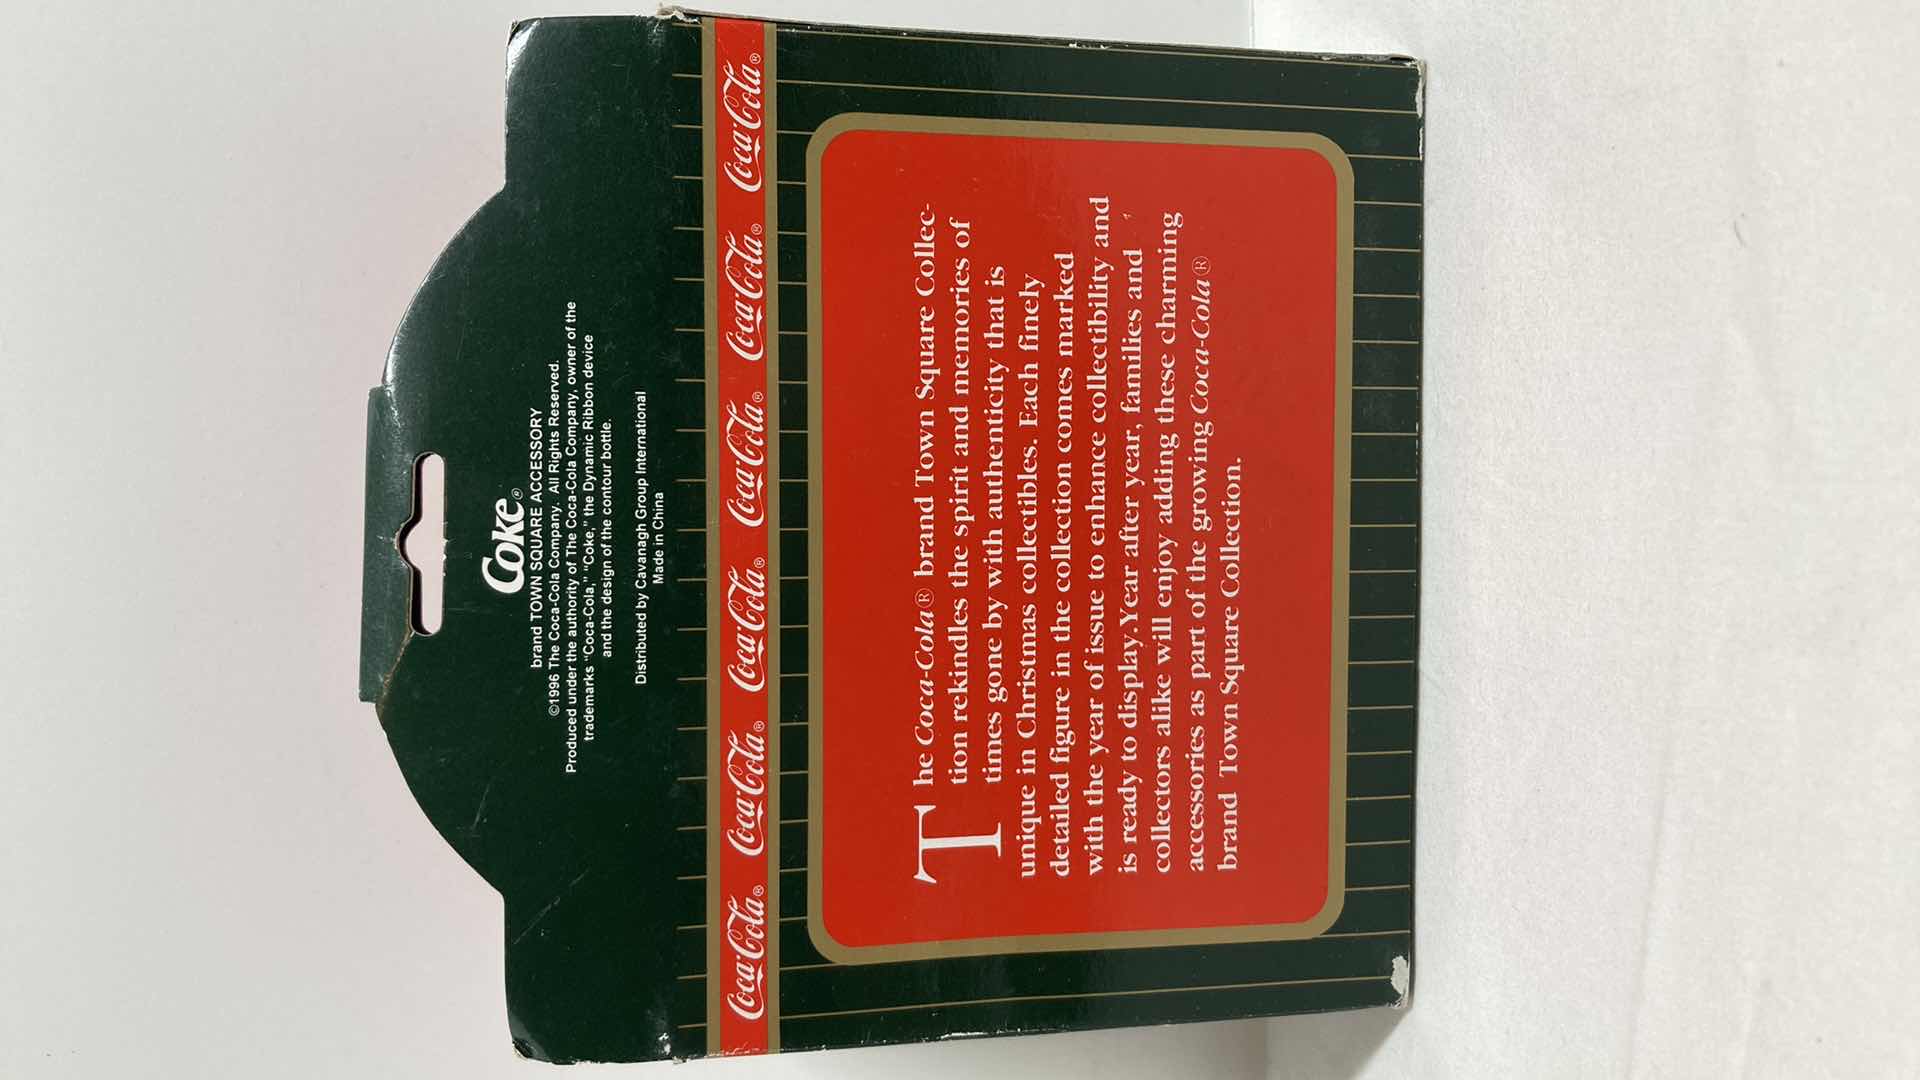 Coke®
brand TOWN SQUARE ACCESSORY
©1996 The Coca-Cola Company. All Rights Reserved.
Produced under the authority of The Coca-Cola Company, owner of the
trademarks "Coca-Cola," "Coke," the Dynamic Ribbon device
and the design of the contour bottle.
Distributed by Cavanagh Group International
Made in China
Coca-Cola® Coca-Cola® Coca-Cola® Coca-Cola® Coca-Cola® Coca-Cola®
The Coca-Cola® brand Town Square Collec-
tion rekindles the spirit and memories of
times gone by with authenticity that is
unique in Christmas collectibles. Each finely
detailed figure in the collection comes marked
with the year of issue to enhance collectibility and
is ready to display. Year after year, families and
collectors alike will enjoy adding these charming
accessories as part of the growing Coca-Cola®
brand Town Square Collection.